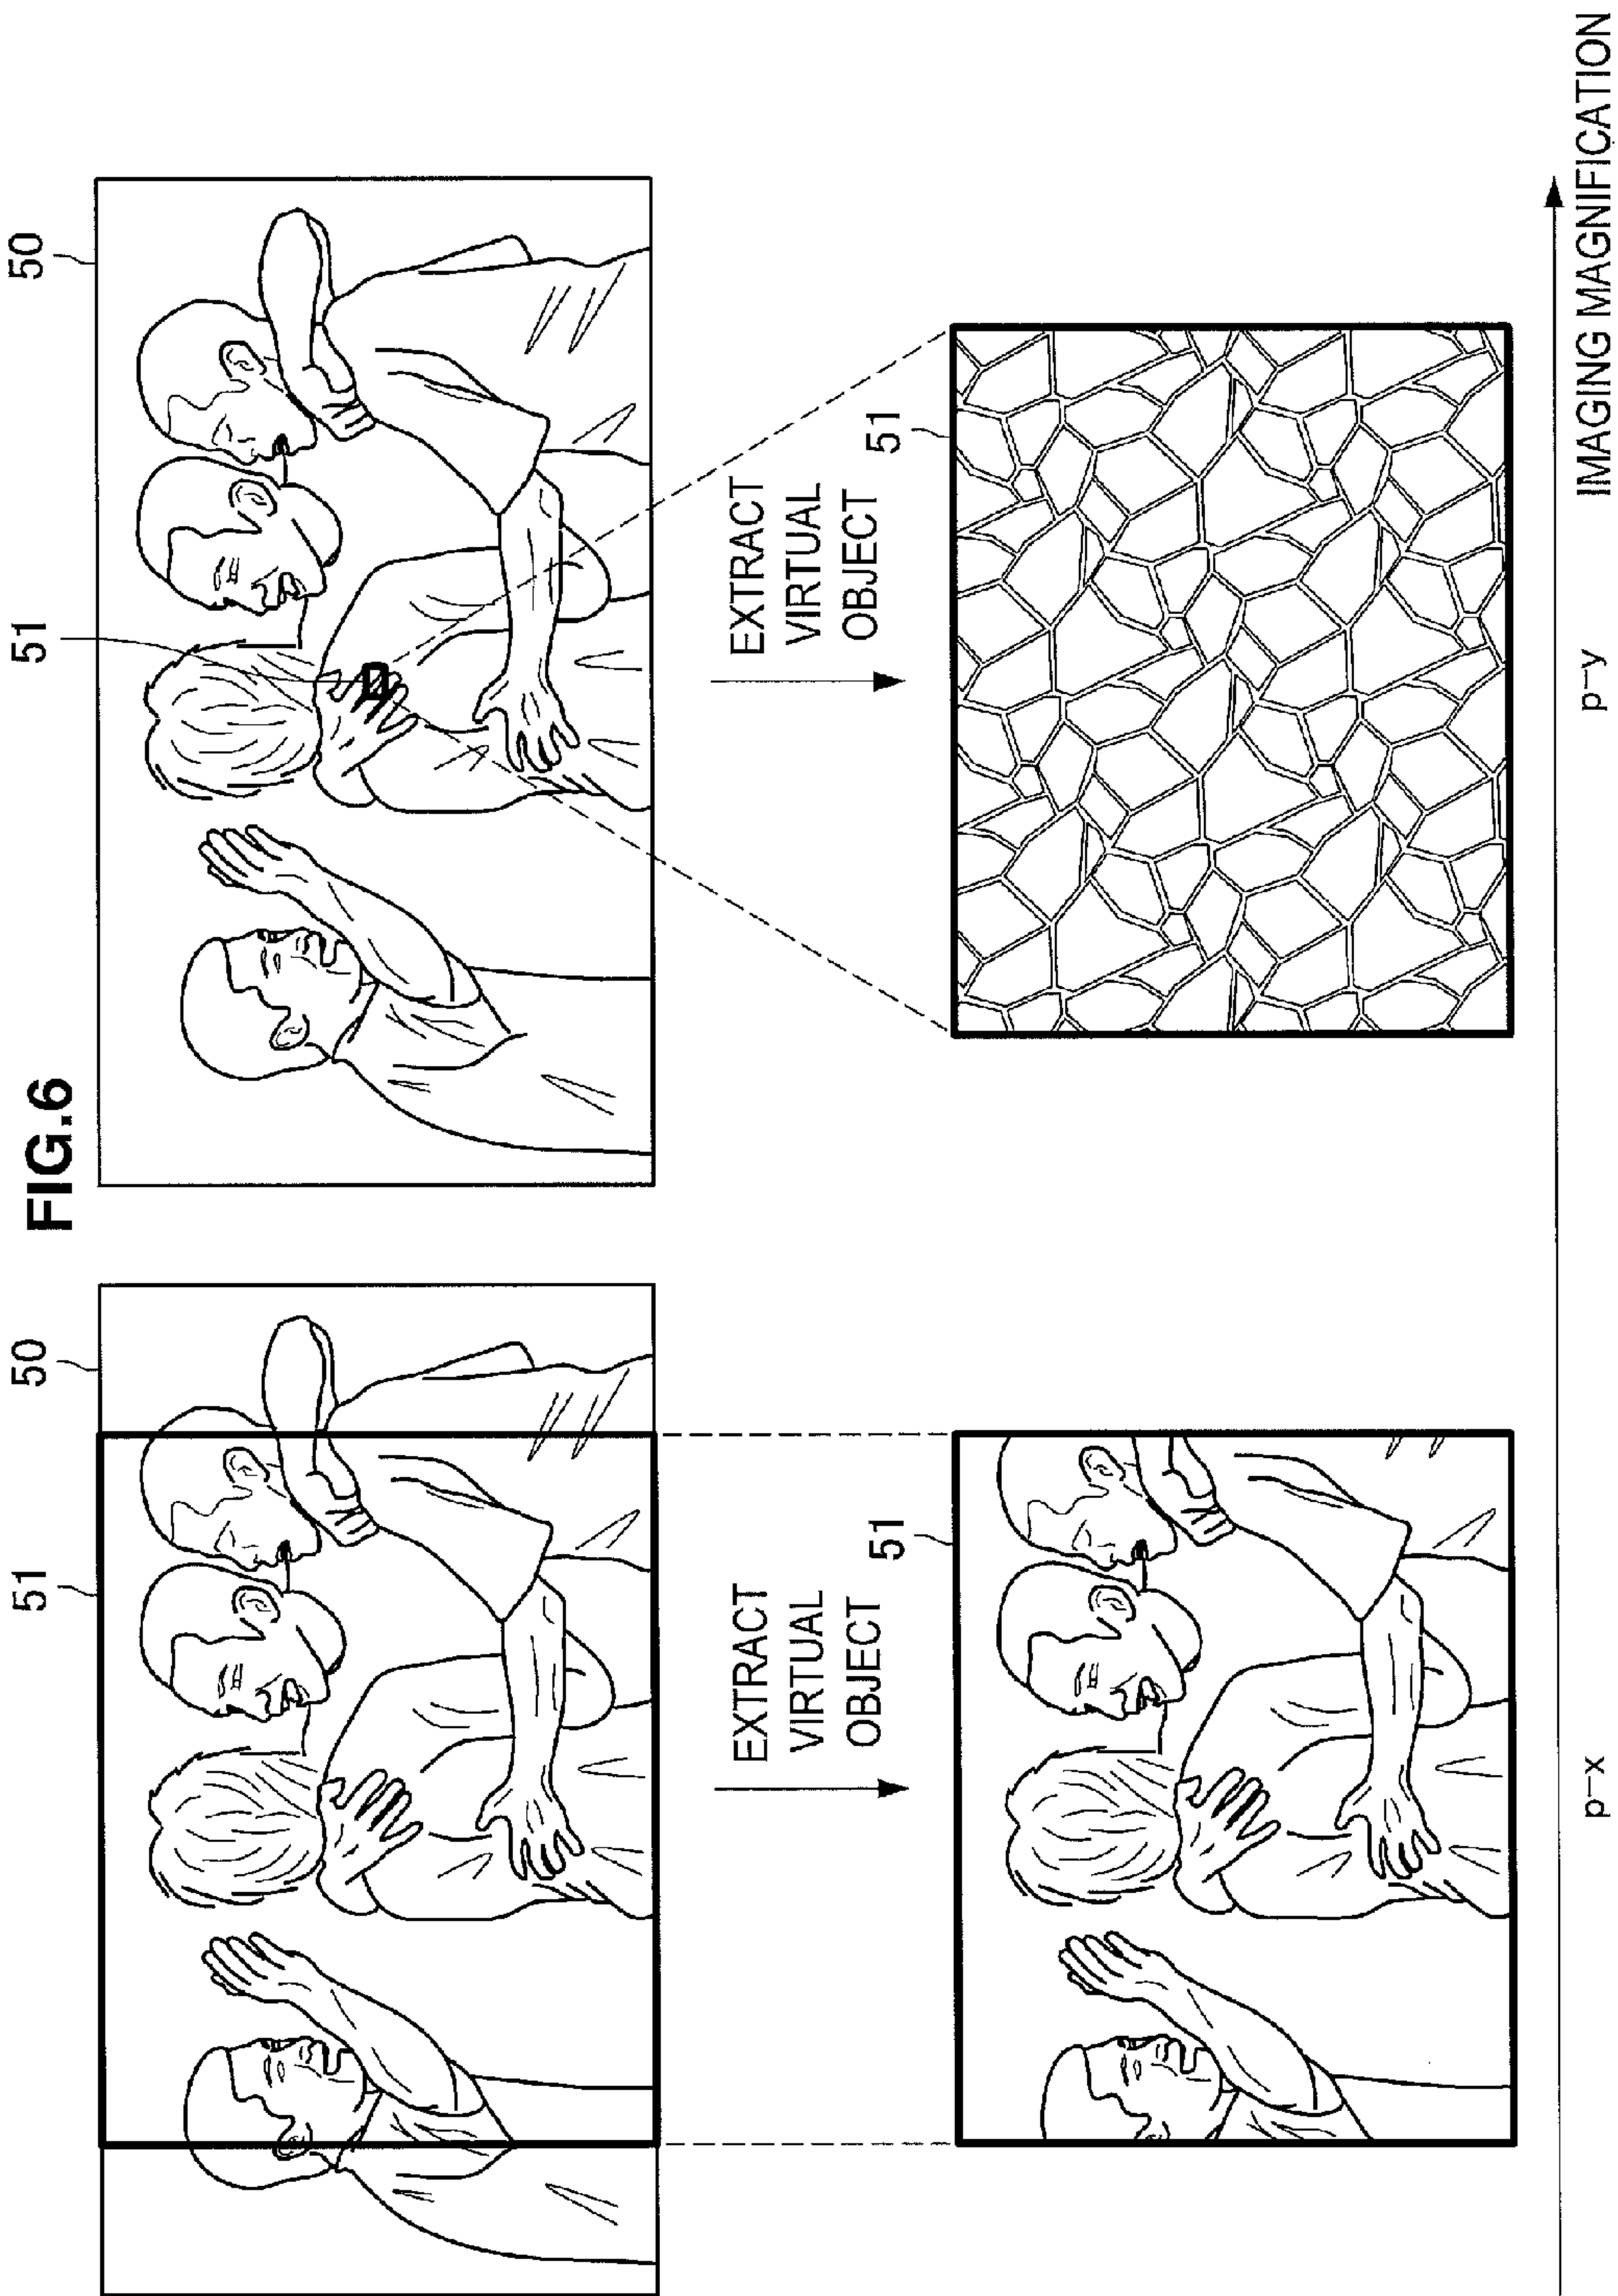 FIG.6
51
50
51
50
EXTRACT
VIRTUAL
OBJECT
51
EXTRACT
VIRTUAL
OBJECT
51
p-x
p-y
IMAGING MAGNIFICATION